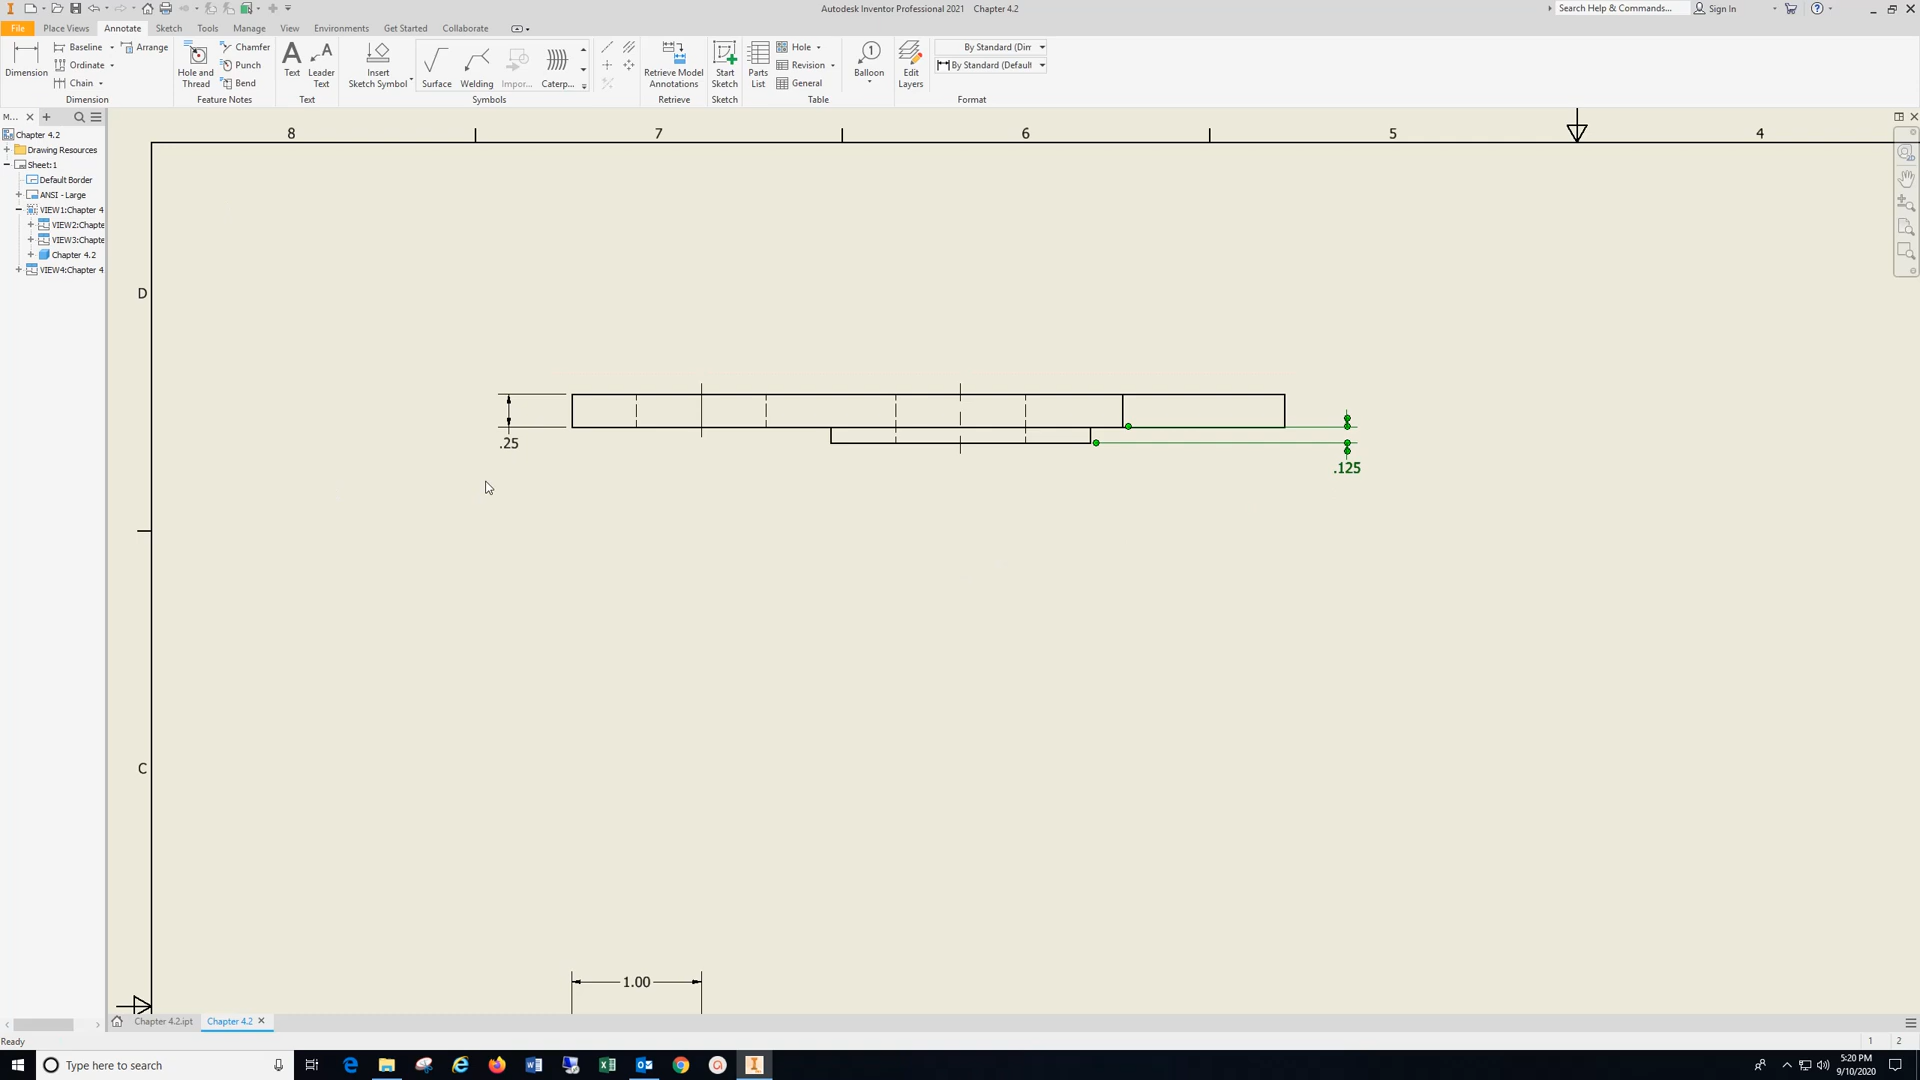 Autodesk Inventor Professional 2021 Chapter 4.2
Search Help & Commands...
Sign In
File Place Views Annotate Sketch Tools Manage View Environments Get Started Collaborate
Dimension
Baseline
Ordinate
Chain
Arrange
Dimension
Hole and Thread
Chamfer
Punch
Bend
Feature Notes
Text
Leader Text
Text
Insert Sketch Symbol
Surface
Welding
Impor...
Caterp...
Symbols
Retrieve Model Annotations
Retrieve
Start Sketch
Sketch
Parts List
Hole
Revision
General
Table
Balloon
1
Edit Layers
By Standard (Dim
By Standard (Default
Format
M...
Chapter 4.2
Drawing Resources
Sheet:1
Default Border
ANSI - Large
VIEW1:Chapter 4
VIEW2:Chapte
VIEW3:Chapte
Chapter 4.2
VIEW4:Chapter 4
8 7 6 5 4
D
C
.25
.125
1.00
Chapter 4.2.ipt
Chapter 4.2
Ready
1 2
Type here to search
5:20 PM
9/10/2020